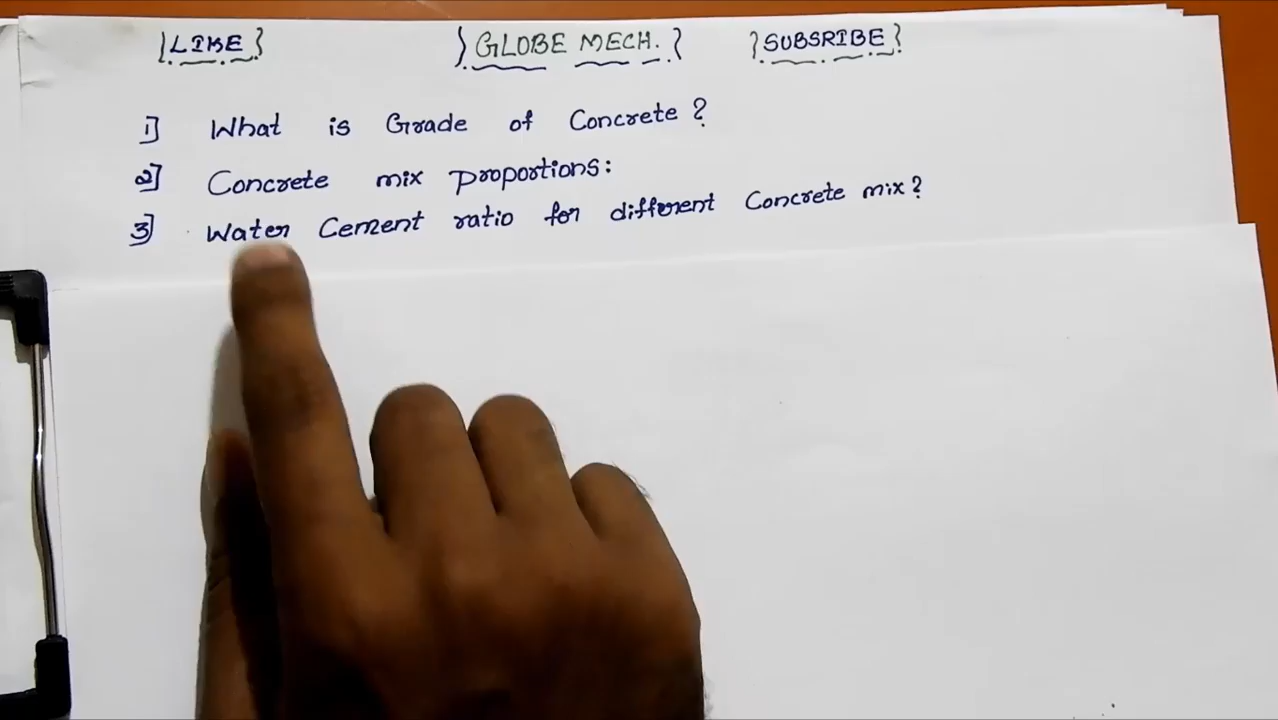 LIKE GLOBE MECH. SUBSRIBE
1] What is Grade of Concrete?
2] Concrete mix proportions:
3] Water Cement ratio for different Concrete mix?